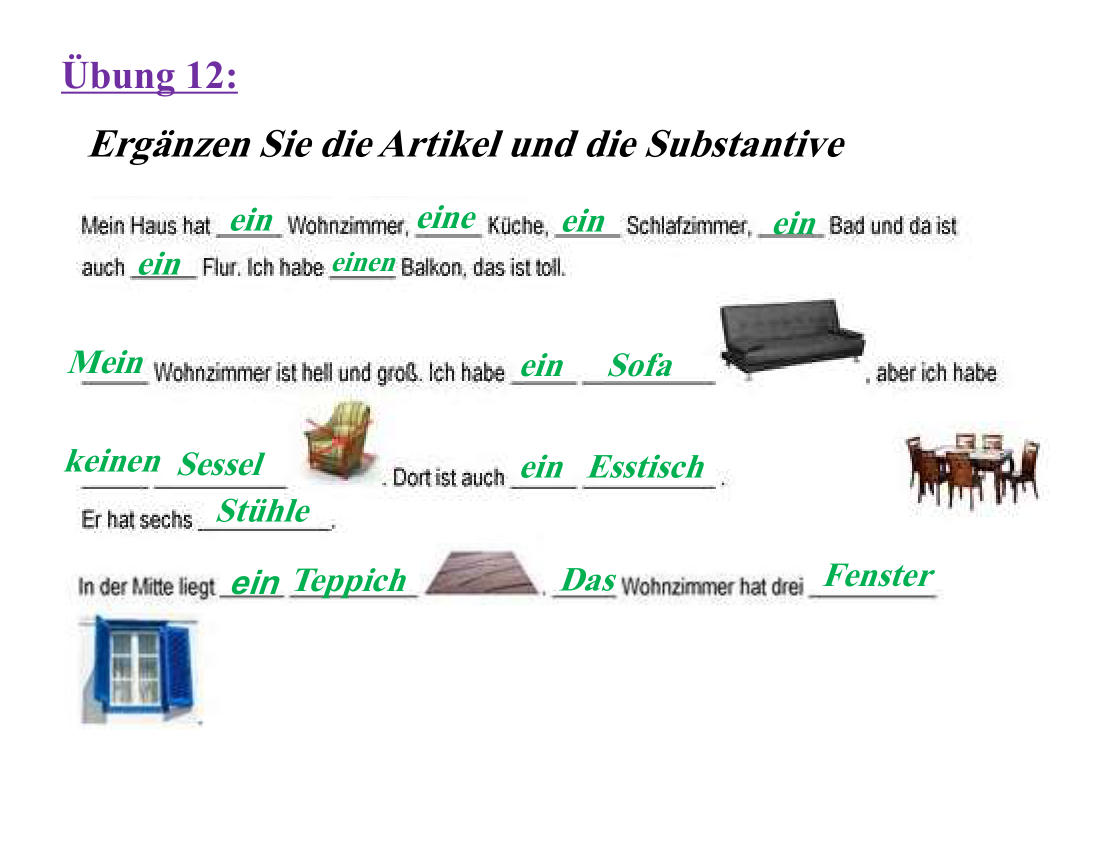 Übung 12:
Ergänzen Sie die Artikel und die Substantive
Mein Haus hat ein Wohnzimmer, eine Küche, ein Schlafzimmer, ein Bad und da ist
auch ein Flur. Ich habe einen Balkon, das ist toll.
Mein Wohnzimmer ist hell und groß. Ich habe ein Sofa , aber ich habe
keinen Sessel . Dort ist auch ein Esstisch .
Er hat sechs Stühle.
In der Mitte liegt ein Teppich . Das Wohnzimmer hat drei Fenster
.